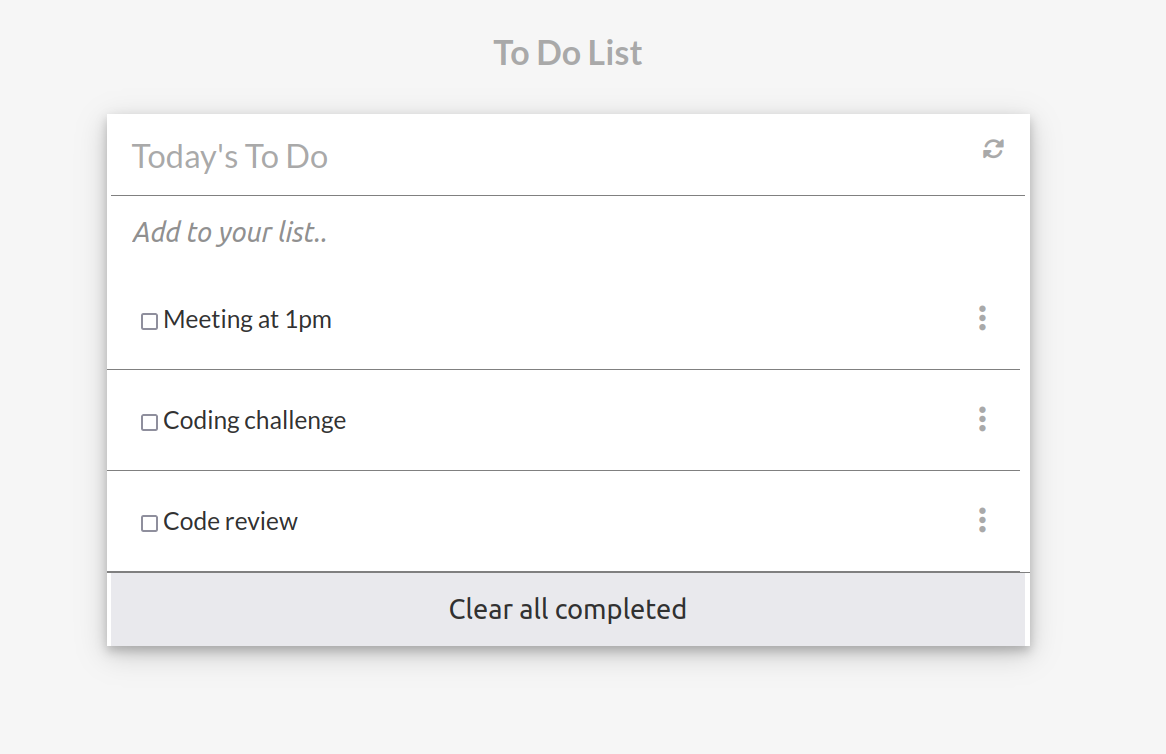 To Do List
Today's To Do
Add to your list..
Meeting at 1pm
Coding challenge
Code review
Clear all completed